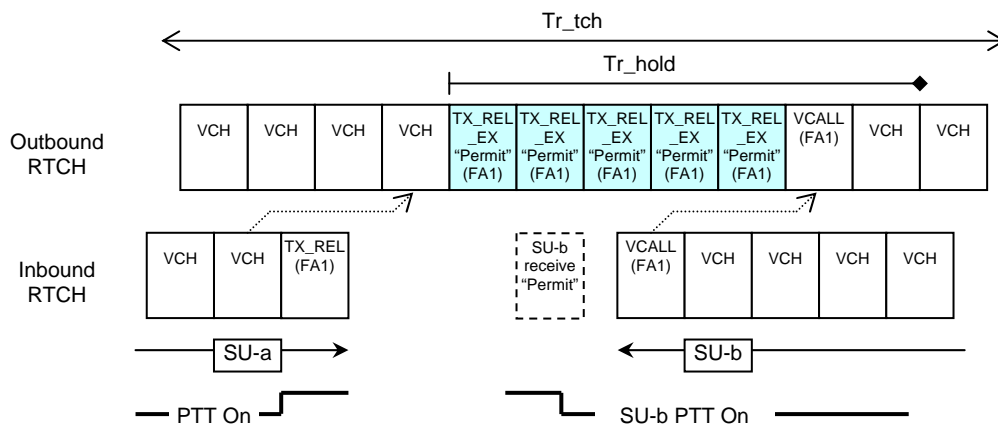 Tr_tch
Tr_hold
Outbound
RTCH
VCH
VCH
VCH
VCH
TX_REL
_EX
“Permit”
(FA1)
TX_REL
_EX
“Permit”
(FA1)
TX_REL
_EX
“Permit”
(FA1)
TX_REL
_EX
“Permit”
(FA1)
TX_REL
_EX
“Permit”
(FA1)
VCALL
(FA1)
VCH
VCH
Inbound
RTCH
VCH
VCH
TX_REL
(FA1)
SU-b
receive
“Permit”
VCALL
(FA1)
VCH
VCH
VCH
VCH
SU-a
SU-b
PTT On
SU-b PTT On